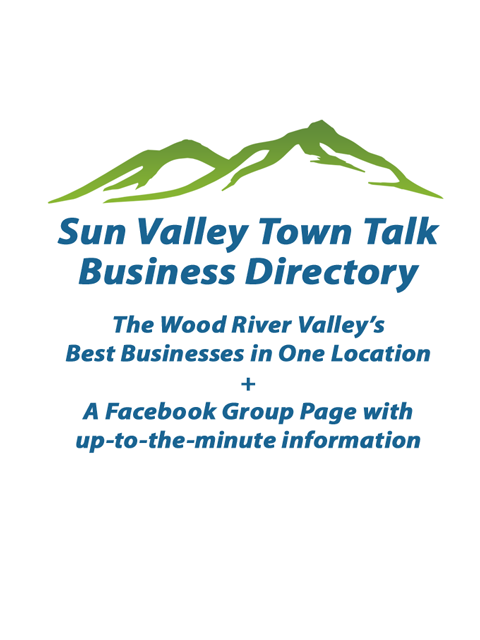 Sun Valley Town Talk
Business Directory
The Wood River Valley's
Best Businesses in One Location
+
A Facebook Group Page with
up-to-the-minute information